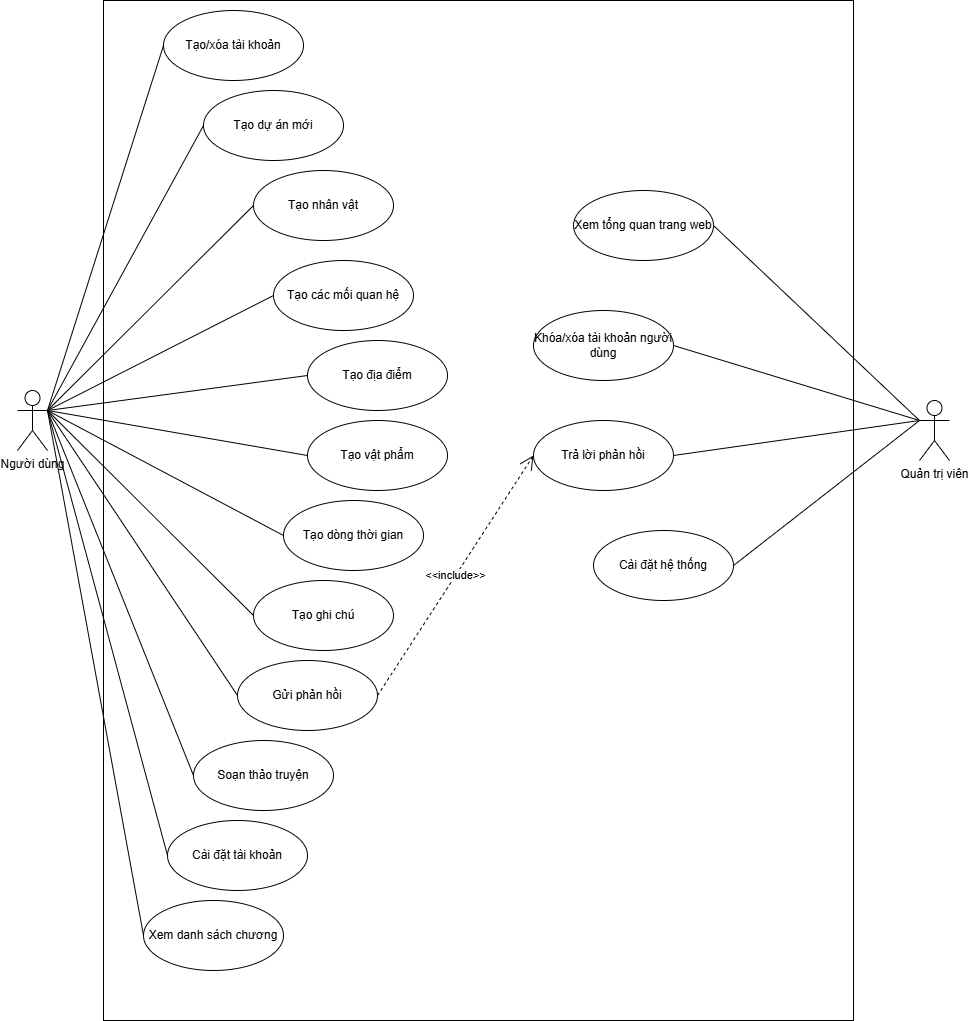 Tạo/xóa tài khoản
Tạo dự án mới
Tạo nhân vật
Tạo các mối quan hệ
Tạo địa điểm
Tạo vật phẩm
Tạo dòng thời gian
Tạo ghi chú
Gửi phản hồi
Soạn thảo truyện
Cài đặt tài khoản
Xem danh sách chương
Người dùng
<<include>>
Xem tổng quan trang web
Khóa/xóa tài khoản người
dùng
Trả lời phản hồi
Cài đặt hệ thống
Quản trị viên